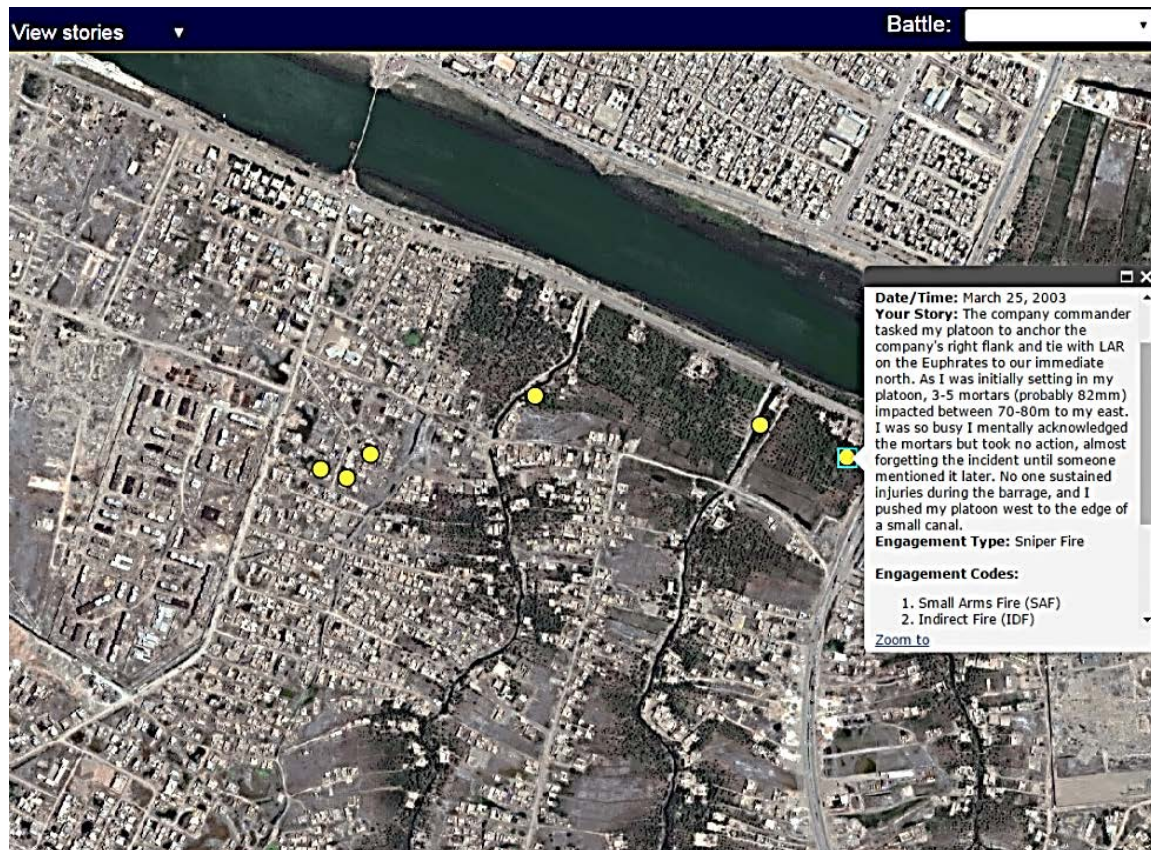 View stories
Battle:
Date/Time: March 25, 2003
Your Story: The company commander
tasked my platoon to anchor the
company's right flank and tie with LAR
on the Euphrates to our immediate
north. As I was initially setting in my
platoon, 3-5 mortars (probably 82mm)
impacted between 70-80m to my east.
I was so busy I mentally acknowledged
the mortars but took no action, almost
forgetting the incident until someone
mentioned it later. No one sustained
injuries during the barrage, and I
pushed my platoon west to the edge of
a small canal.
Engagement Type: Sniper Fire
Engagement Codes:
1. Small Arms Fire (SAF)
2. Indirect Fire (IDF)
Zoom to